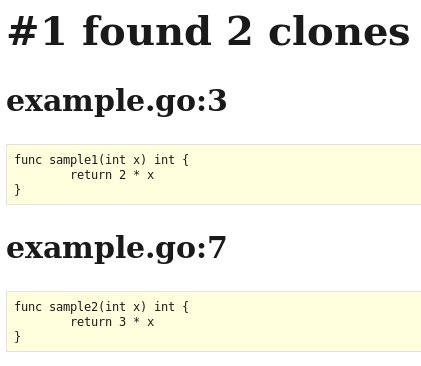 #1 found 2 clones
example.go:3
func sample1(int x) int {
        return 2 * x
}
example.go:7
func sample2(int x) int {
        return 3 * x
}